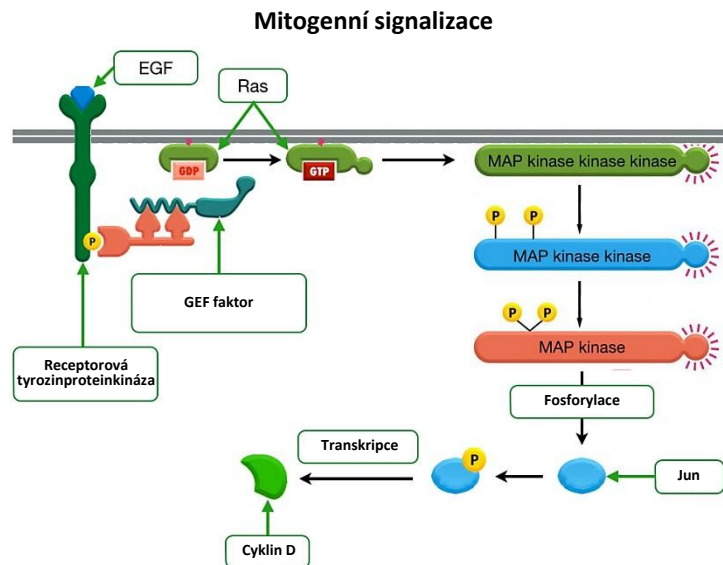 Mitogenní signalizace
EGF
Ras
GDP
GTP
MAP kinase kinase kinase
P
P
P
MAP kinase kinase
GEF faktor
P
P
MAP kinase
Receptorová
tyrozinproteinkináza
Fosforylace
Transkripce
P
Jun
Cyklin D